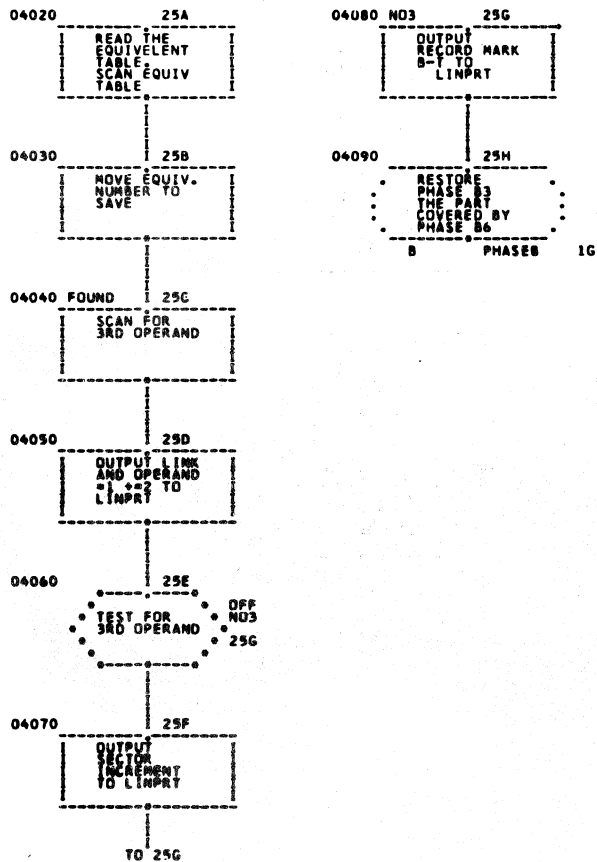 04020 25A
READ THE
EQUIVELENT
TABLE.
SCAN EQUIV
TABLE
04030 25B
MOVE EQUIV.
NUMBER TO
SAVE
04040 FOUND 25C
SCAN FOR
3RD OPERAND
04050 25D
OUTPUT LINK
AND OPERAND
=1 +=2 TO
LINPRT
04060 25E
TEST FOR
3RD OPERAND
OFF
NO3
25G
04070 25F
OUTPUT
SECTOR
INCREMENT
TO LINPRT
TO 25G
04080 NO3 25G
OUTPUT
RECORD MARK
B-T TO
LINPRT
04090 25H
RESTORE
PHASE B3
THE PART
COVERED BY
PHASE B6
B PHASEB 1G